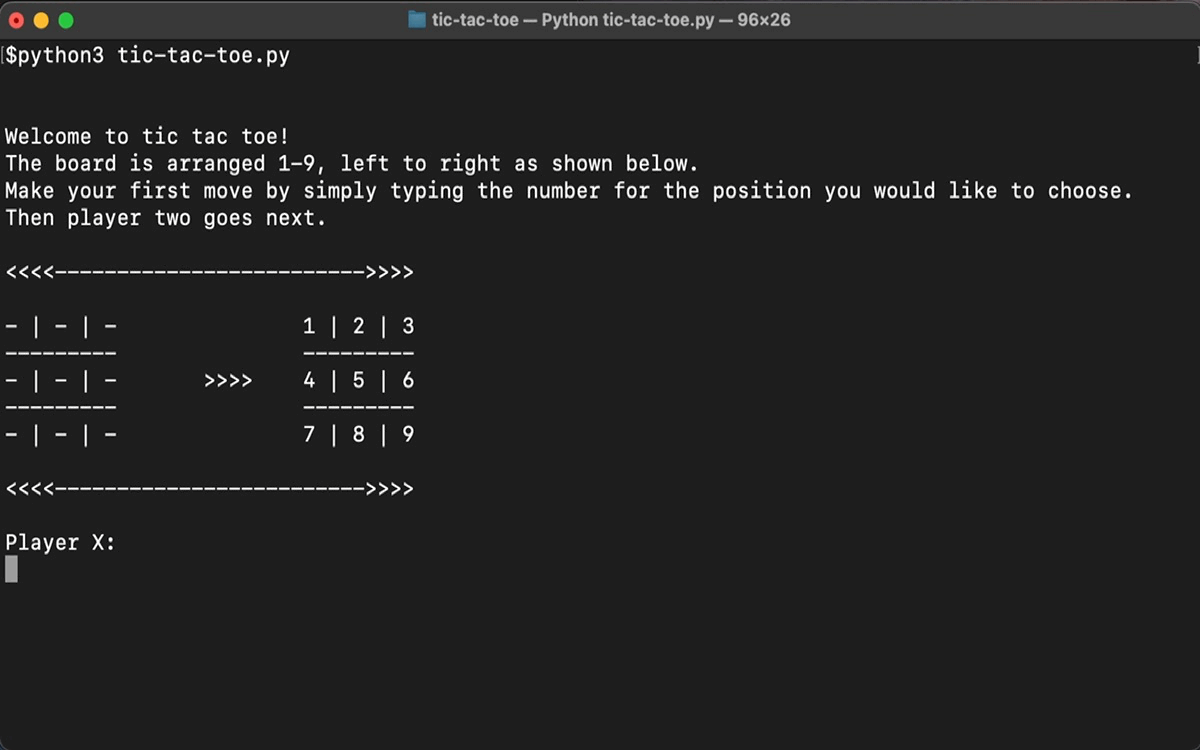 tic-tac-toe — Python tic-tac-toe.py — 96×26
[$python3 tic-tac-toe.py ]
Welcome to tic tac toe!
The board is arranged 1-9, left to right as shown below.
Make your first move by simply typing the number for the position you would like to choose.
Then player two goes next.
<<<<------------------------->>>>
- | - | -               1 | 2 | 3
---------               ---------
- | - | -       >>>>    4 | 5 | 6
---------               ---------
- | - | -               7 | 8 | 9
<<<<------------------------->>>>
Player X: